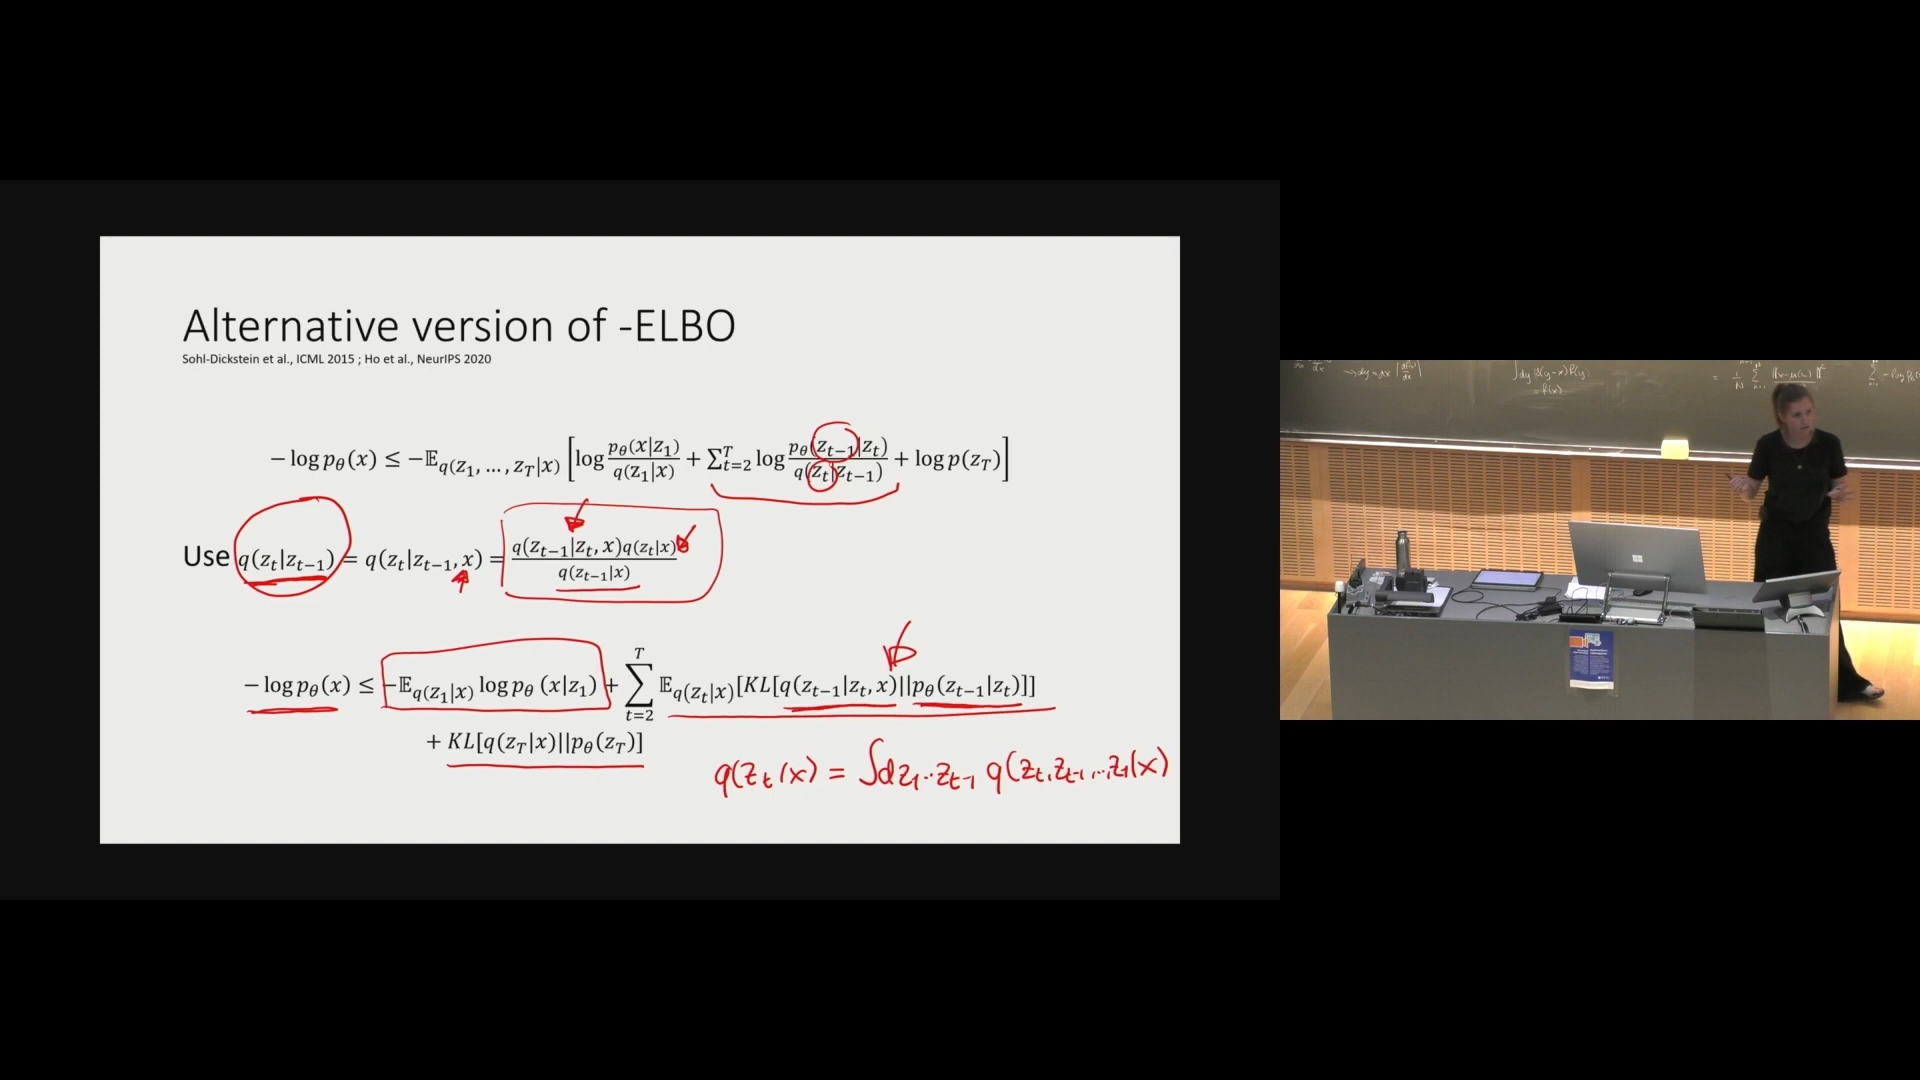 Alternative version of -ELBO
Sohl-Dickstein et al., ICML 2015 ; Ho et al., NeurIPS 2020
− log p_θ(x) ≤ −𝔼_{q(z_1, …, z_T|x)} [log p_θ(x|z_1)/q(z_1|x) + ∑_{t=2}^{T} log p_θ(z_{t−1}|z_t)/q(z_t|z_{t−1}) + log p(z_T)]
Use q(z_t|z_{t−1}) = q(z_t|z_{t−1}, x) = q(z_{t−1}|z_t, x)q(z_t|x)/q(z_{t−1}|x)
− log p_θ(x) ≤ −𝔼_{q(z_1|x)} log p_θ (x|z_1) + ∑_{t=2}^{T} 𝔼_{q(z_t|x)}[KL[q(z_{t−1}|z_t, x)||p_θ(z_{t−1}|z_t)]]
+ KL[q(z_T|x)||p_θ(z_T)]
q(z_t|x) = ∫dz_1..z_{t-1} q(z_t, z_{t-1}, ..., z_1|x)